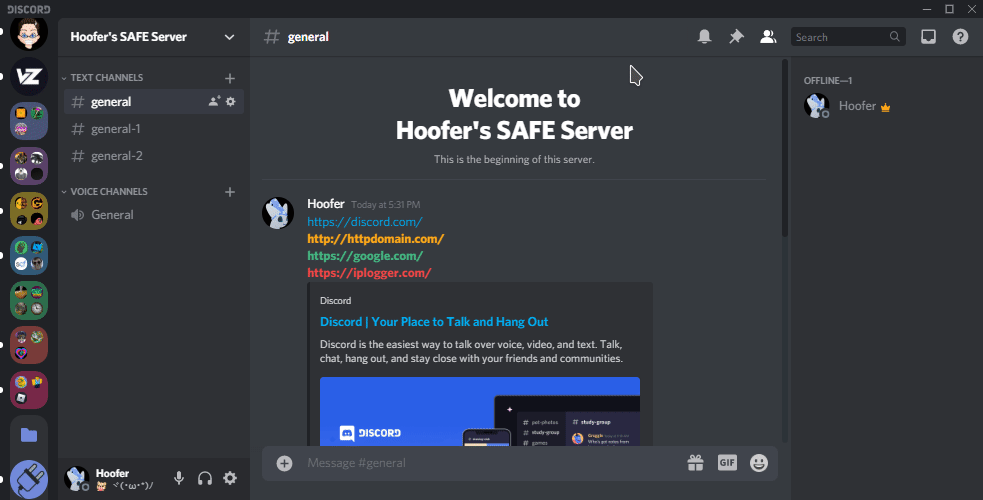 DISCORD
Hoofer's SAFE Server
# general
Search
TEXT CHANNELS
# general
# general-1
# general-2
VOICE CHANNELS
General
Welcome to
Hoofer's SAFE Server
This is the beginning of this server.
Hoofer Today at 5:31 PM
https://discord.com/
http://httpdomain.com/
https://google.com/
https://iplogger.com/
Discord
Discord | Your Place to Talk and Hang Out
Discord is the easiest way to talk over voice, video, and text. Talk,
chat, hang out, and stay close with your friends and communities.
DISCORD
# pet-photos
# study-group
# games
# study-group
Message #general
GIF
OFFLINE—1
Hoofer
Hoofer
ヾ(･ω･*)ﾉ